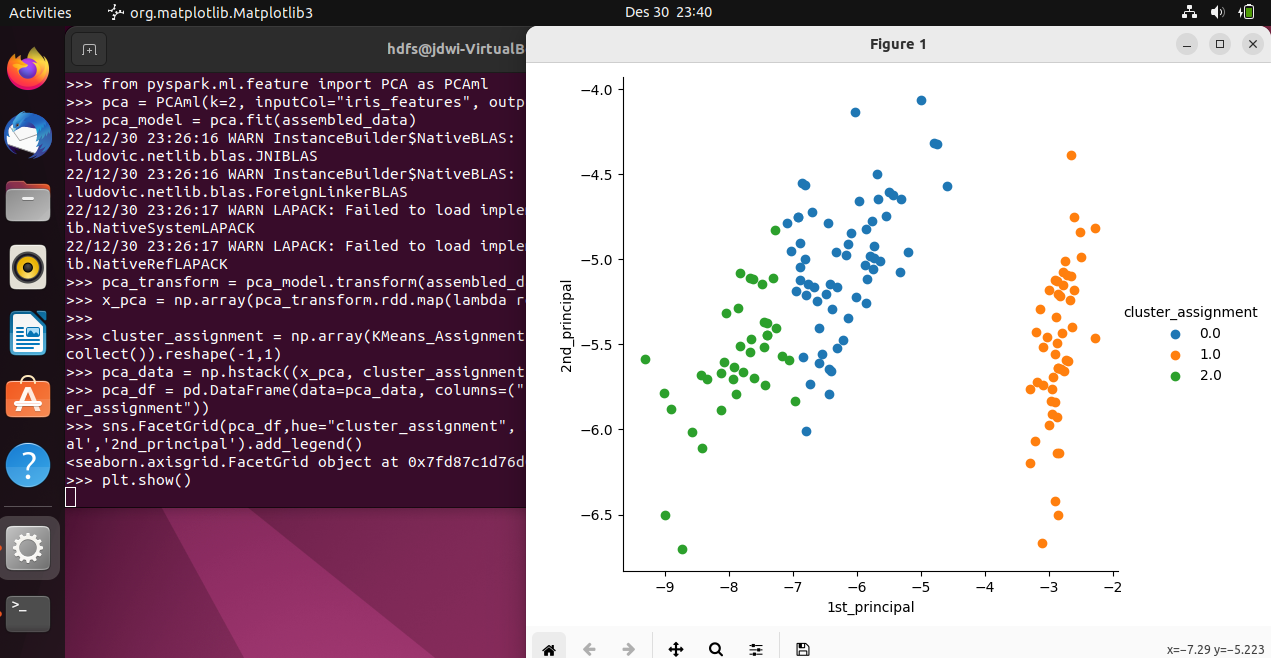 Activities
org.matplotlib.Matplotlib3
Des 30 23:40
hdfs@jdwi-VirtualB
>>> from pyspark.ml.feature import PCA as PCAml
>>> pca = PCAml(k=2, inputCol="iris_features", outp
>>> pca_model = pca.fit(assembled_data)
22/12/30 23:26:16 WARN InstanceBuilder$NativeBLAS:
.ludovic.netlib.blas.JNIBLAS
22/12/30 23:26:16 WARN InstanceBuilder$NativeBLAS:
.ludovic.netlib.blas.ForeignLinkerBLAS
22/12/30 23:26:17 WARN LAPACK: Failed to load imple
ib.NativeSystemLAPACK
22/12/30 23:26:17 WARN LAPACK: Failed to load imple
ib.NativeRefLAPACK
>>> pca_transform = pca_model.transform(assembled_d
>>> x_pca = np.array(pca_transform.rdd.map(lambda r
>>>
>>> cluster_assignment = np.array(KMeans_Assignment
collect()).reshape(-1,1)
>>> pca_data = np.hstack((x_pca, cluster_assignment
>>> pca_df = pd.DataFrame(data=pca_data, columns=("
er_assignment"))
>>> sns.FacetGrid(pca_df,hue="cluster_assignment",
al','2nd_principal').add_legend()
<seaborn.axisgrid.FacetGrid object at 0x7fd87c1d76d
>>> plt.show()
>_
Figure 1
−4.0
−4.5
−5.0
−5.5
−6.0
−6.5
2nd_principal
−9 −8 −7 −6 −5 −4 −3 −2
1st_principal
cluster_assignment
0.0
1.0
2.0
x=−7.29 y=−5.223